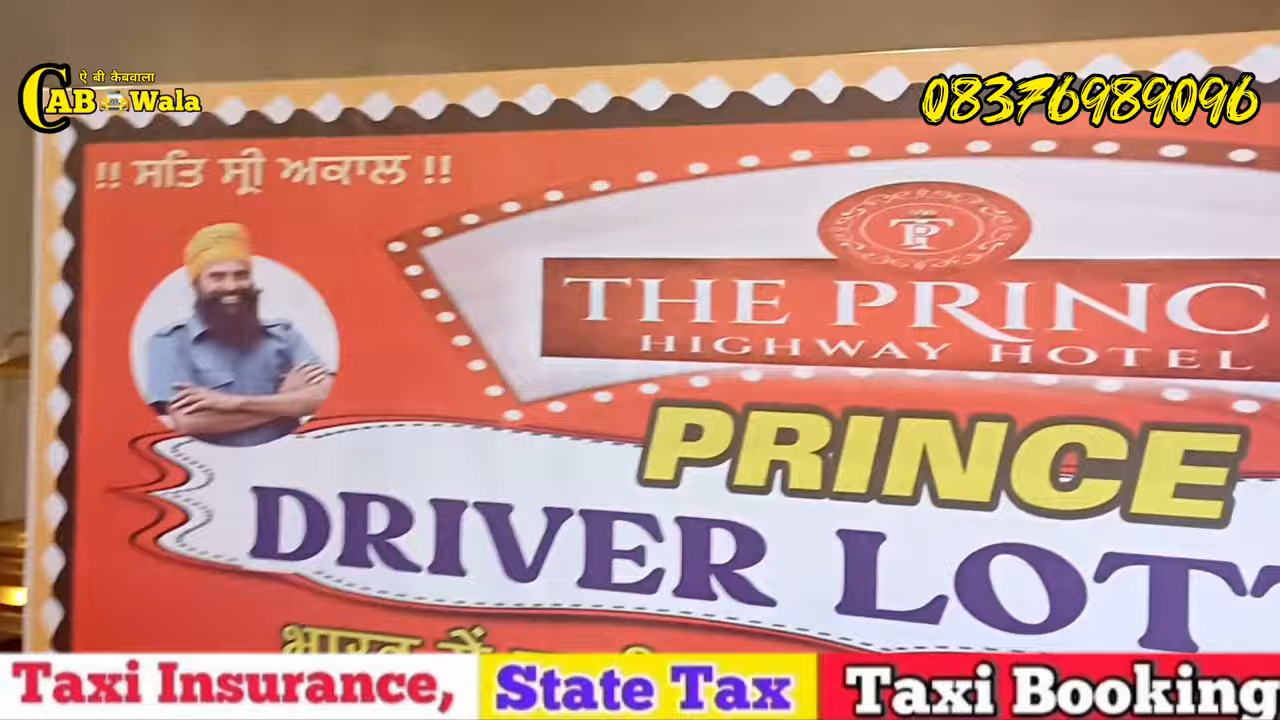 ऐ बी कैबवाला
CAB Wala
08376989096
!! ਸਤਿ ਸ੍ਰੀ ਅਕਾਲ !!
TP
THE PRINC
HIGHWAY HOTEL
PRINCE
DRIVER LOT
भारत में
Taxi Insurance,
State Tax
Taxi Booking